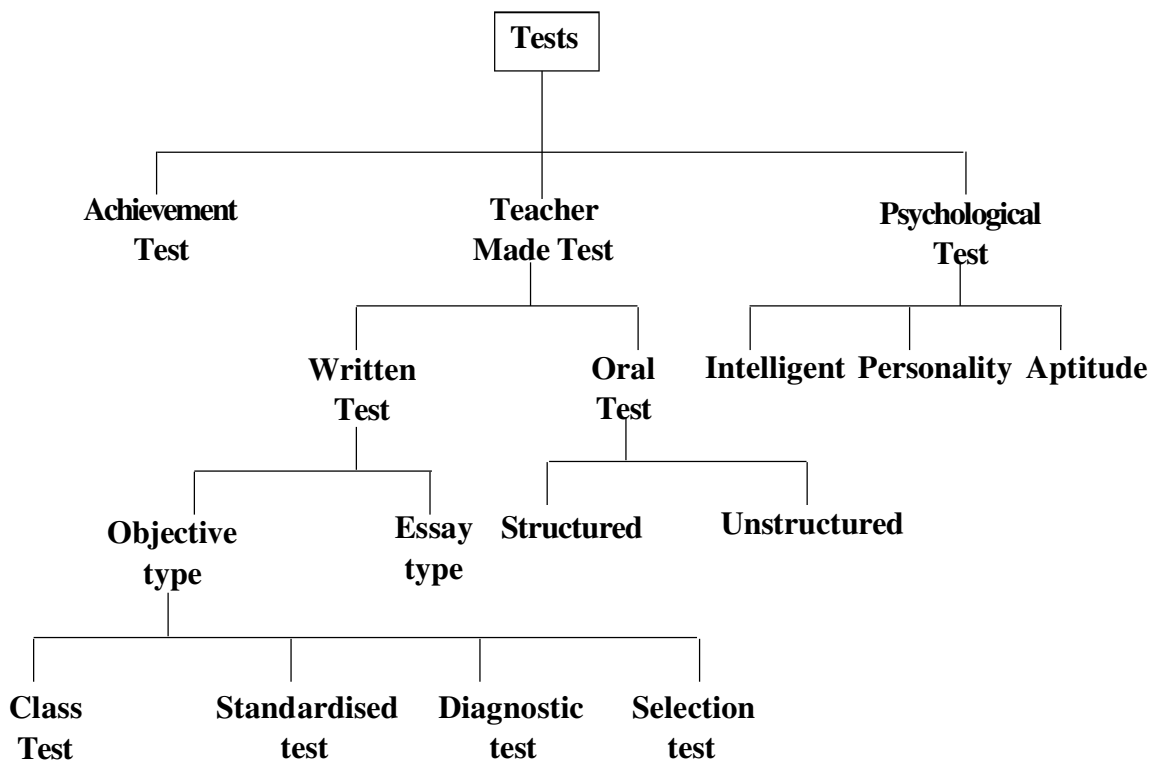 Tests
Achievement
Test
Teacher
Made Test
Psychological
Test
Written
Test
Oral
Test
Intelligent Personality Aptitude
Objective
type
Essay
type
Structured
Unstructured
Class
Test
Standardised
test
Diagnostic
test
Selection
test